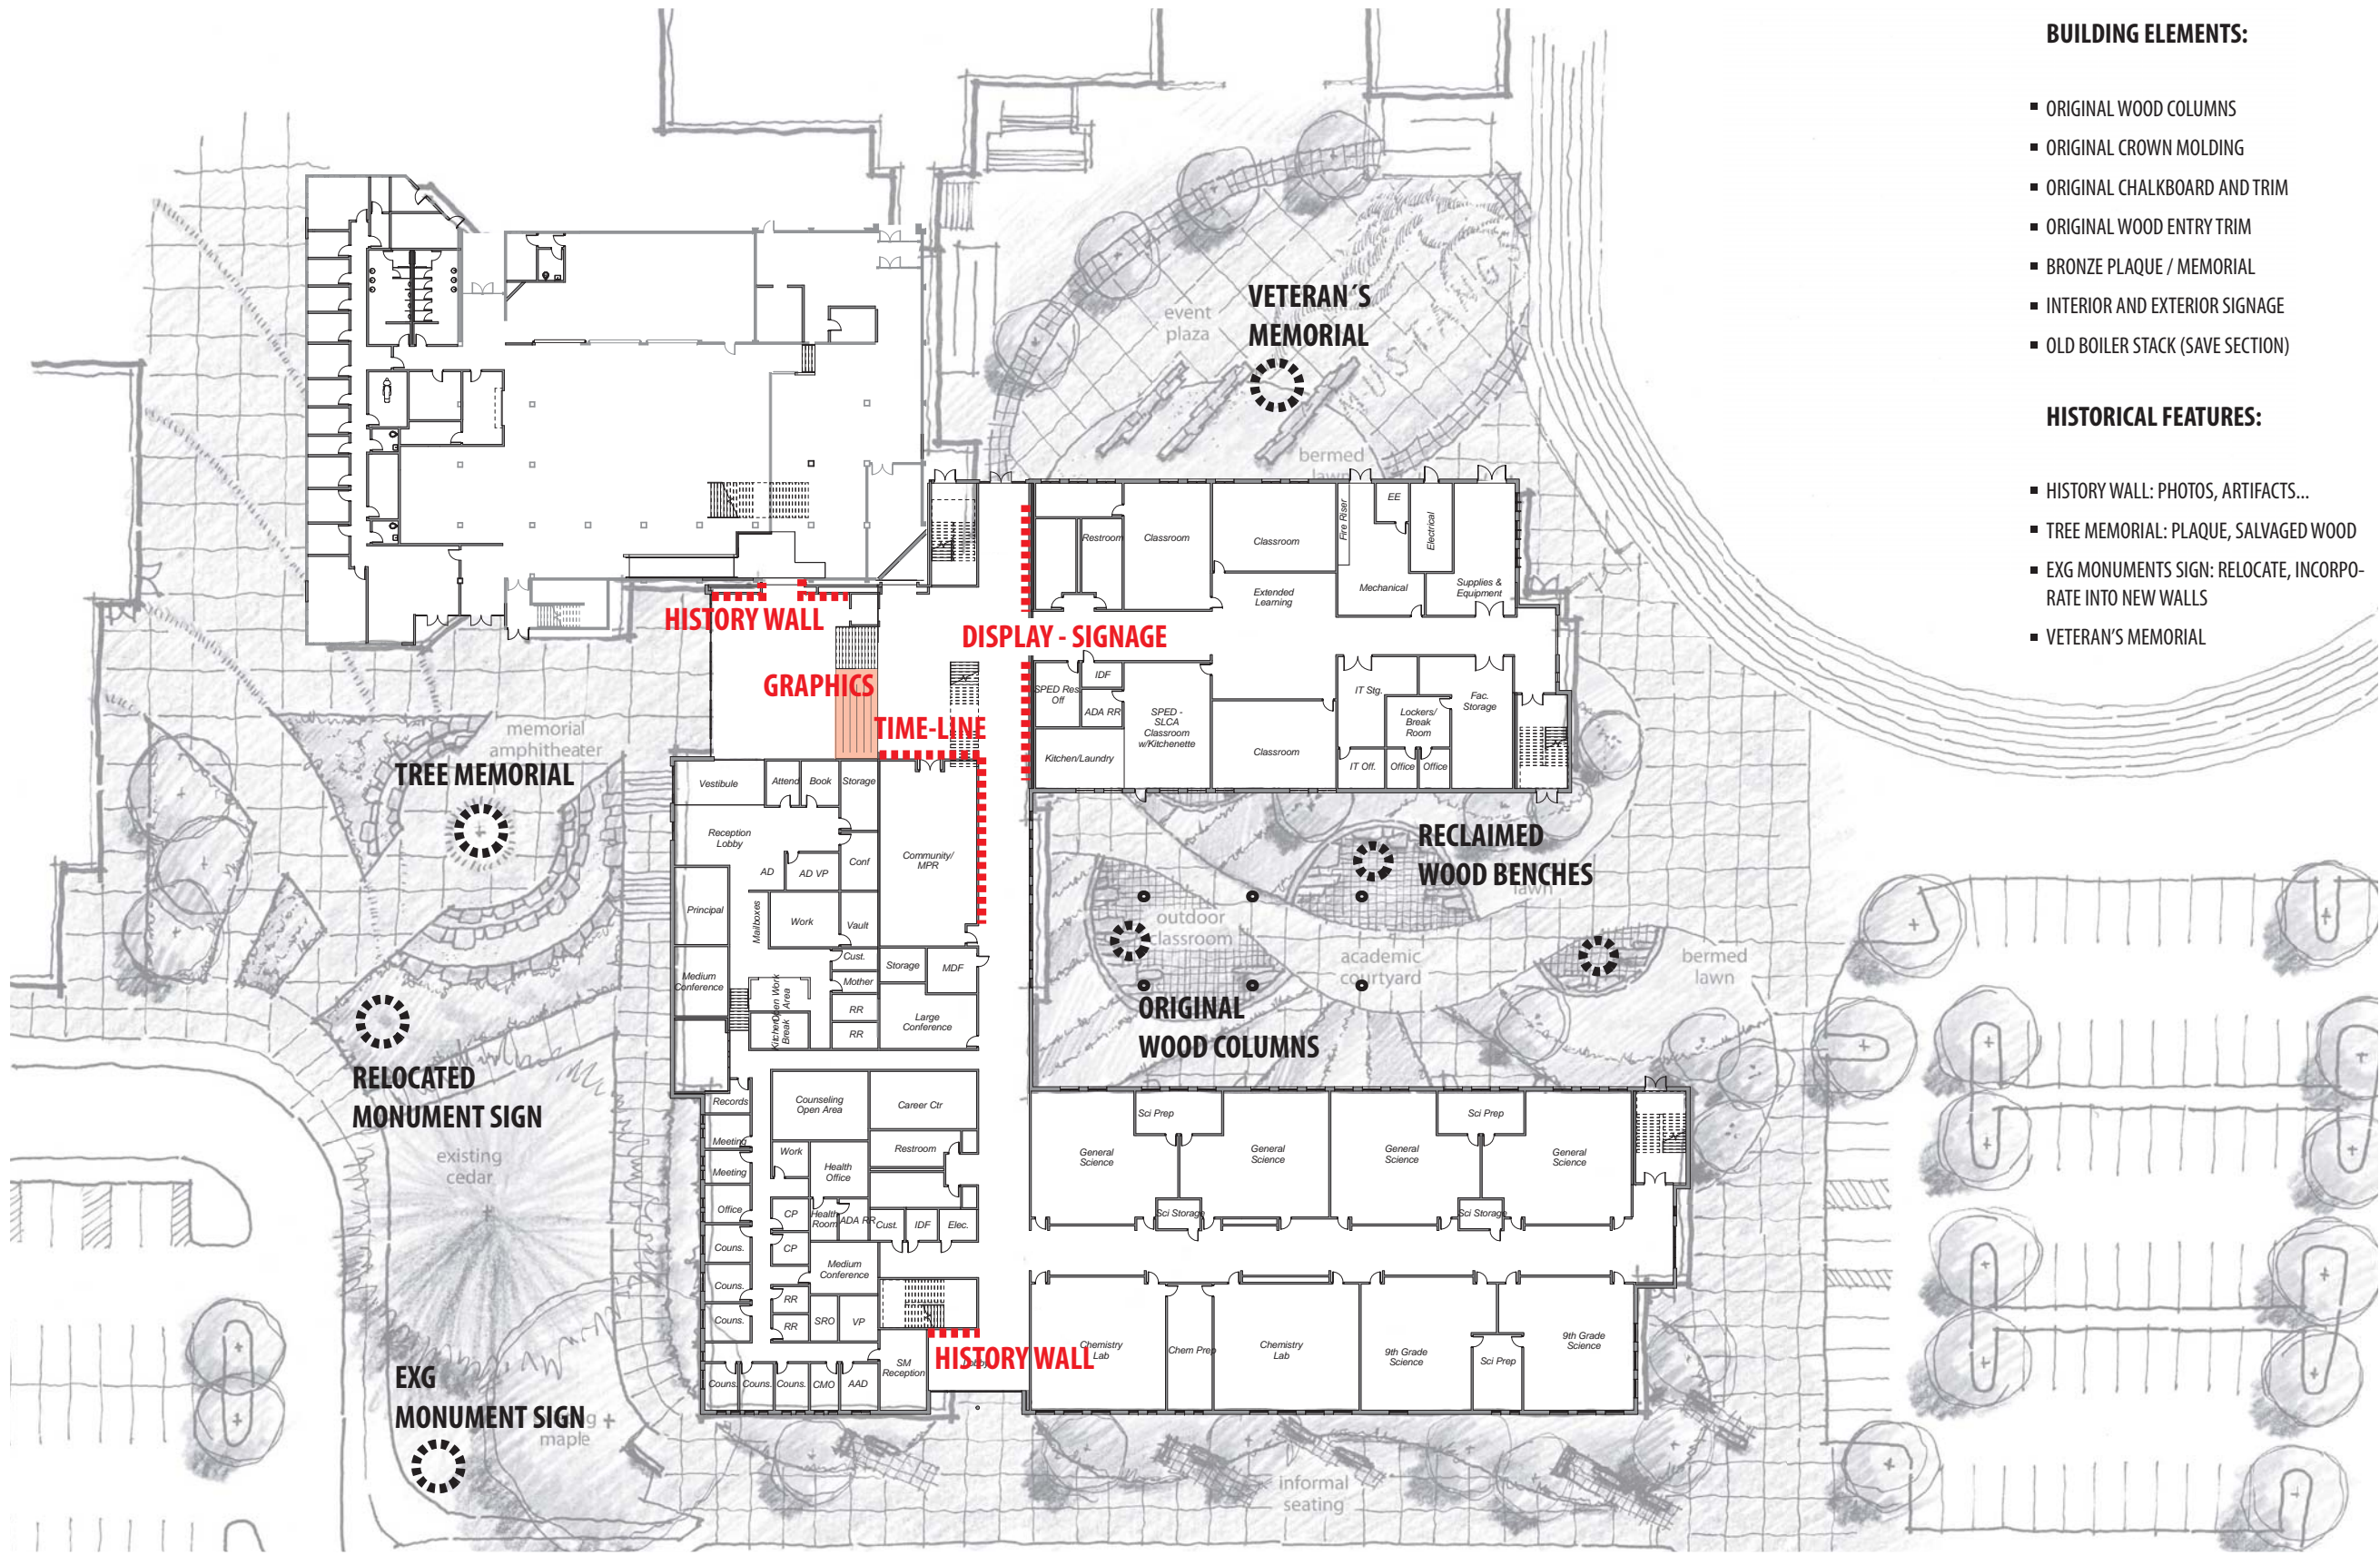 BUILDING ELEMENTS:
▪ ORIGINAL WOOD COLUMNS
▪ ORIGINAL CROWN MOLDING
▪ ORIGINAL CHALKBOARD AND TRIM
▪ ORIGINAL WOOD ENTRY TRIM
▪ BRONZE PLAQUE / MEMORIAL
▪ INTERIOR AND EXTERIOR SIGNAGE
▪ OLD BOILER STACK (SAVE SECTION)
HISTORICAL FEATURES:
▪ HISTORY WALL: PHOTOS, ARTIFACTS...
▪ TREE MEMORIAL: PLAQUE, SALVAGED WOOD
▪ EXG MONUMENTS SIGN: RELOCATE, INCORPO-
RATE INTO NEW WALLS
▪ VETERAN'S MEMORIAL
VETERAN´S
MEMORIAL
event
plaza
MUSTANG
bermed
lawn
Restroom
Classroom
Classroom
Fire Riser
EE
Electrical
Extended
Learning
Mechanical
Supplies &
Equipment
HISTORY WALL
DISPLAY - SIGNAGE
GRAPHICS
TIME-LINE
SPED Res
Off
IDF
ADA RR
SPED -
SLCA
Classroom
w/Kitchenette
Kitchen/Laundry
Classroom
IT Stg.
Lockers/
Break
Room
Fac.
Storage
IT Off.
Office
Office
memorial
amphitheater
TREE MEMORIAL
Vestibule
Attend
Book
Storage
Reception
Lobby
AD
AD VP
Conf
Community/
MPR
Principal
Mailboxes
Work
Vault
Medium
Conference
Cust.
Storage
MDF
Mother
Open Work
Area
Kitchen
Break
RR
RR
Large
Conference
RECLAIMED
WOOD BENCHES
lawn
outdoor
classroom
academic
courtyard
bermed
lawn
ORIGINAL
WOOD COLUMNS
RELOCATED
MONUMENT SIGN
existing
cedar
Records
Counseling
Open Area
Career Ctr
Meeting
Work
Restroom
Meeting
Health
Office
Office
CP
Health
Room
ADA RR
Cust.
IDF
Elec.
Couns.
CP
Medium
Conference
Couns.
RR
Couns.
RR
SRO
VP
SM
Reception
Couns.
Couns.
Couns.
CMO
AAD
HISTORY WALL
Sci Prep
Sci Prep
General
Science
General
Science
General
Science
General
Science
Sci Storage
Sci Storage
Chemistry
Lab
Chem Prep
Chemistry
Lab
9th Grade
Science
Sci Prep
9th Grade
Science
EXG
MONUMENT SIGN
maple
informal
seating